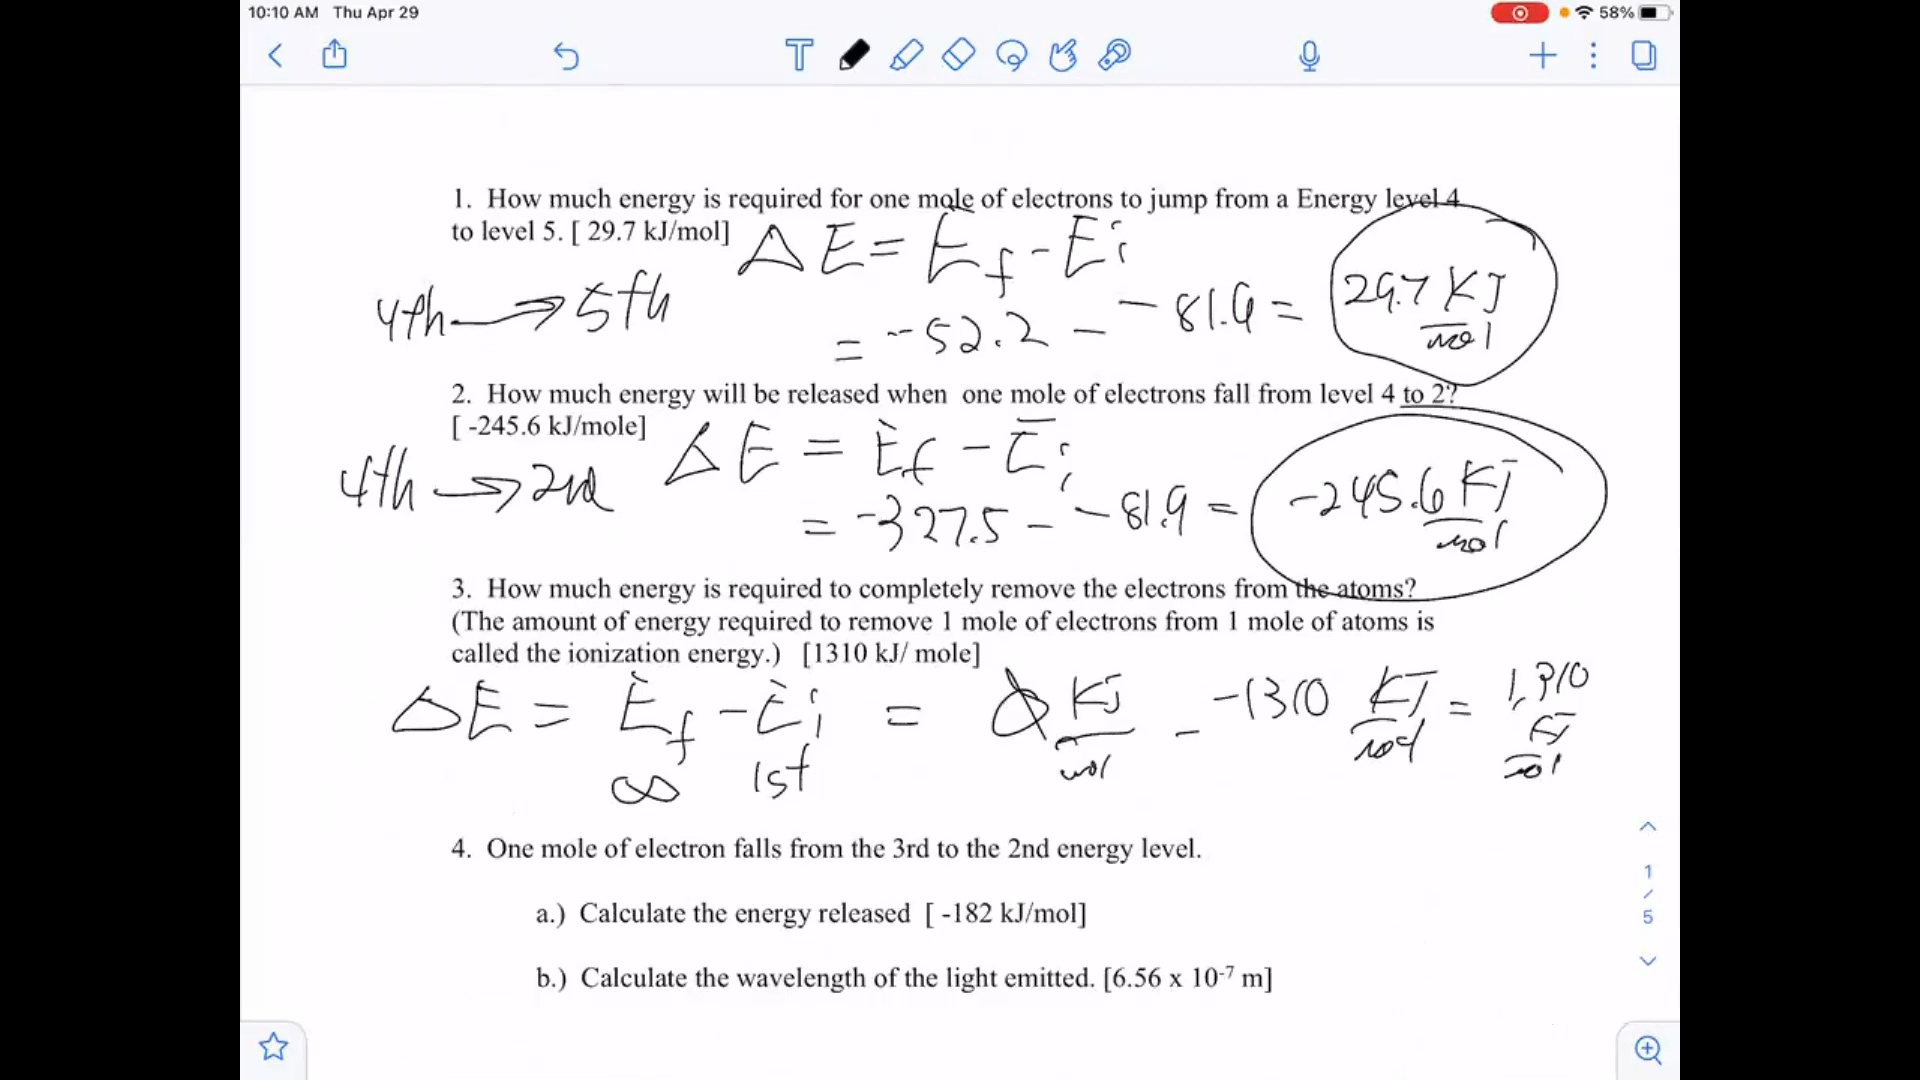 10:10 AM Thu Apr 29
58%
1. How much energy is required for one mole of electrons to jump from a Energy level 4
to level 5. [ 29.7 kJ/mol]
ΔE = Ef - Ei
4th → 5th
= -52.2 - -81.9 = 29.7 KJ/mol
2. How much energy will be released when one mole of electrons fall from level 4 to 2?
[ -245.6 kJ/mole]
ΔE = Ef - Ei
4th → 2nd
= -327.5 - -81.9 = -245.6 KJ/mol
3. How much energy is required to completely remove the electrons from the atoms?
(The amount of energy required to remove 1 mole of electrons from 1 mole of atoms is
called the ionization energy.) [1310 kJ/ mole]
ΔE = Ef - Ei = 0 KJ/mol - -1310 KJ/mol = 1,310 KJ/mol
∞ 1st
4. One mole of electron falls from the 3rd to the 2nd energy level.
a.) Calculate the energy released [ -182 kJ/mol]
b.) Calculate the wavelength of the light emitted. [6.56 x 10⁻⁷ m]
1
/
5